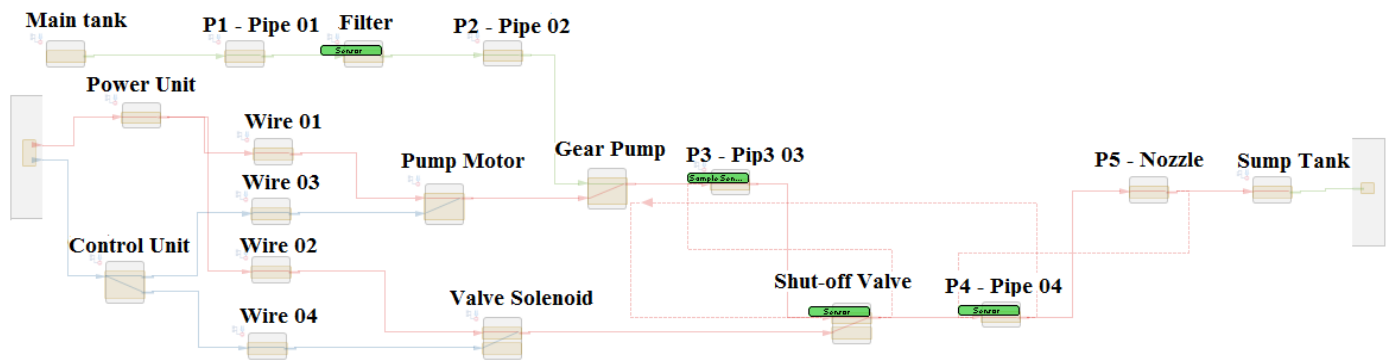 Main tank
P1 - Pipe 01
Filter
P2 - Pipe 02
Sensor
Power Unit
Wire 01
Pump Motor
Gear Pump
P3 - Pip3 03
Sample Sen...
P5 - Nozzle
Sump Tank
Wire 03
Control Unit
Wire 02
Shut-off Valve
P4 - Pipe 04
Valve Solenoid
Sensor
Sensor
Wire 04